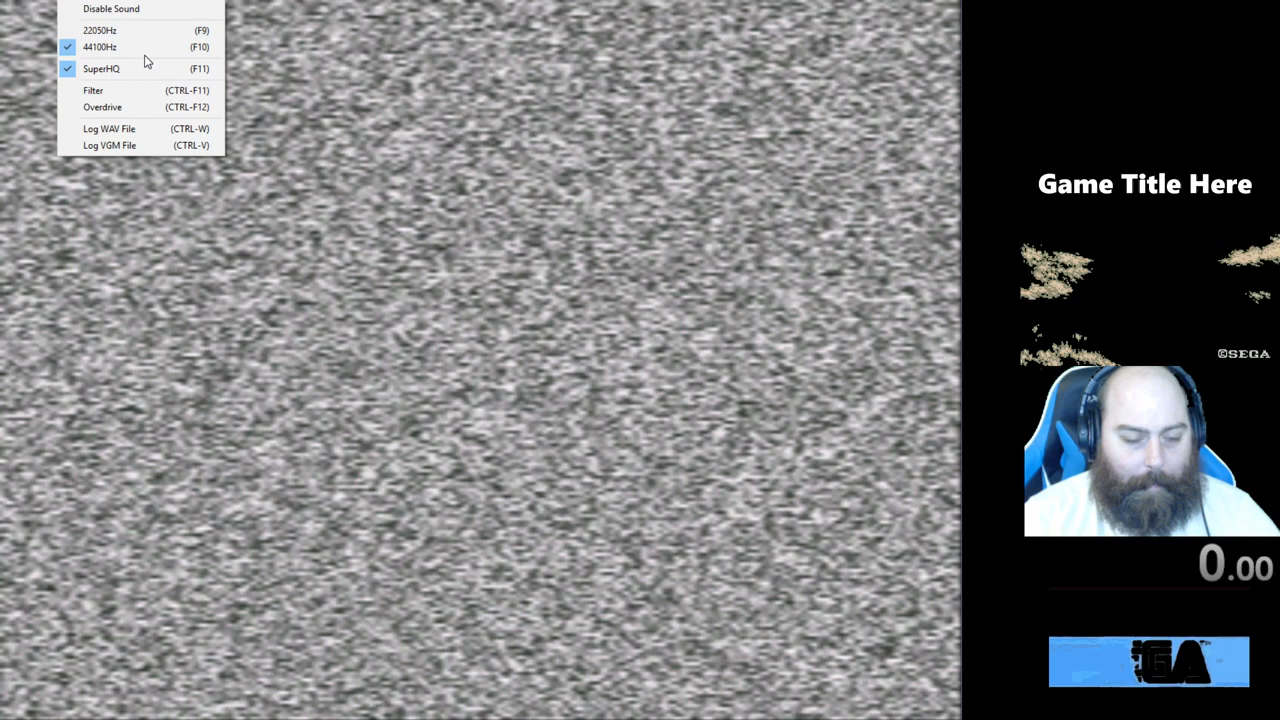 Disable Sound
22050Hz (F9)
44100Hz (F10)
SuperHQ (F11)
Filter (CTRL-F11)
Overdrive (CTRL-F12)
Log WAV File (CTRL-W)
Log VGM File (CTRL-V)
Game Title Here
©SEGA
0.00
GA